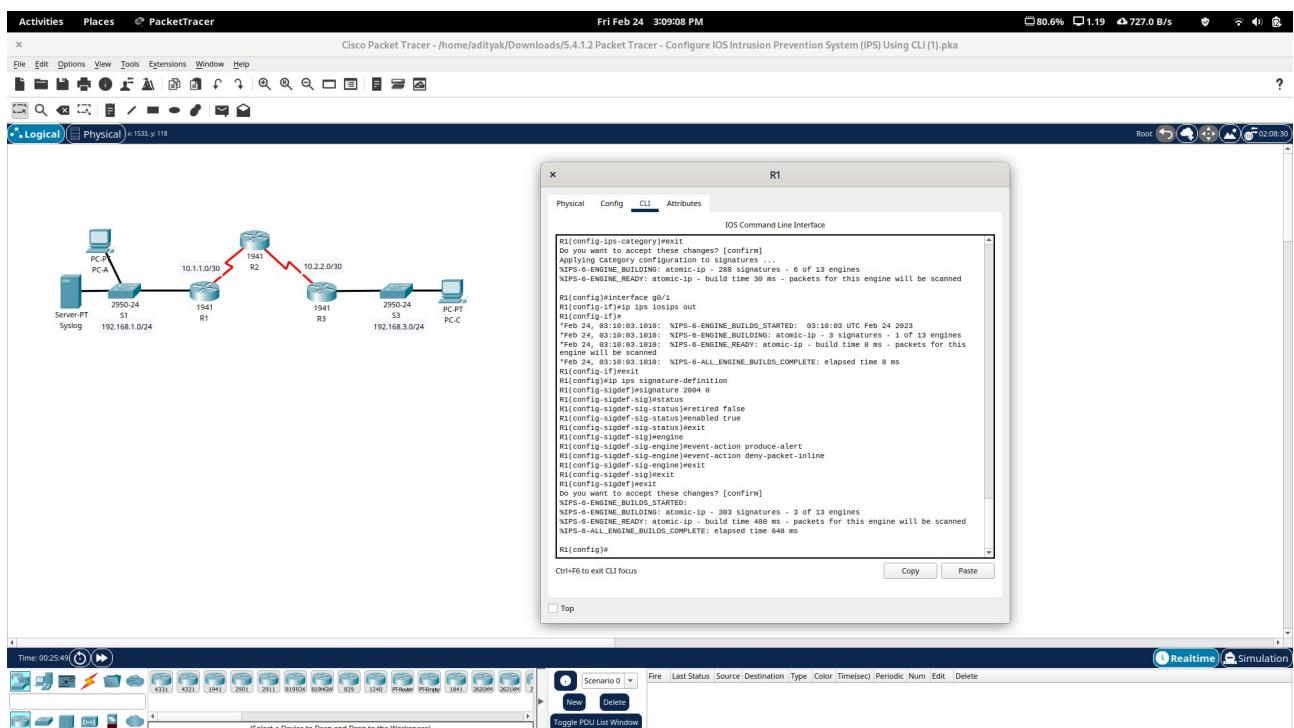 Activities Places PacketTracer Fri Feb 24 3:09:08 PM 80.6% 1.19 727.0 B/s
Cisco Packet Tracer - /home/adityak/Downloads/5.4.1.2 Packet Tracer - Configure IOS Intrusion Prevention System (IPS) Using CLI (1).pka
File Edit Options View Tools Extensions Window Help
?
Logical Physical x: 1533, y: 118 Root 02:08:30
PC-PT
PC-A
Server-PT
Syslog
2950-24
S1
192.168.1.0/24
10.1.1.0/30
1941
R1
1941
R2
10.2.2.0/30
1941
R3
2950-24
S3
192.168.3.0/24
PC-PT
PC-C
R1
Physical Config CLI Attributes
IOS Command Line Interface
R1(config-ips-category)#exit
Do you want to accept these changes? [confirm]
Applying Category configuration to signatures ...
%IPS-6-ENGINE_BUILDING: atomic-ip - 288 signatures - 6 of 13 engines
%IPS-6-ENGINE_READY: atomic-ip - build time 30 ms - packets for this engine will be scanned
R1(config)#interface g0/1
R1(config-if)#ip ips iosips out
R1(config-if)#
*Feb 24, 03:10:03.1010: %IPS-6-ENGINE_BUILDS_STARTED: 03:10:03 UTC Feb 24 2023
*Feb 24, 03:10:03.1010: %IPS-6-ENGINE_BUILDING: atomic-ip - 3 signatures - 1 of 13 engines
*Feb 24, 03:10:03.1010: %IPS-6-ENGINE_READY: atomic-ip - build time 8 ms - packets for this
engine will be scanned
*Feb 24, 03:10:03.1010: %IPS-6-ALL_ENGINE_BUILDS_COMPLETE: elapsed time 8 ms
R1(config-if)#exit
R1(config)#ip ips signature-definition
R1(config-sigdef)#signature 2004 0
R1(config-sigdef-sig)#status
R1(config-sigdef-sig-status)#retired false
R1(config-sigdef-sig-status)#enabled true
R1(config-sigdef-sig-status)#exit
R1(config-sigdef-sig)#engine
R1(config-sigdef-sig-engine)#event-action produce-alert
R1(config-sigdef-sig-engine)#event-action deny-packet-inline
R1(config-sigdef-sig-engine)#exit
R1(config-sigdef-sig)#exit
R1(config-sigdef)#exit
Do you want to accept these changes? [confirm]
%IPS-6-ENGINE_BUILDS_STARTED:
%IPS-6-ENGINE_BUILDING: atomic-ip - 303 signatures - 3 of 13 engines
%IPS-6-ENGINE_READY: atomic-ip - build time 480 ms - packets for this engine will be scanned
%IPS-6-ALL_ENGINE_BUILDS_COMPLETE: elapsed time 648 ms
R1(config)#
Ctrl+F6 to exit CLI focus Copy Paste
Top
Time: 00:25:49 Realtime Simulation
4331 4321 1941 2901 2911 819IOX 819HGW 829 1240 PT-Router PT-Empty 1841 2620XM 2621XM
Scenario 0 Fire Last Status Source Destination Type Color Time(sec) Periodic Num Edit Delete
New Delete
Toggle PDU List Window